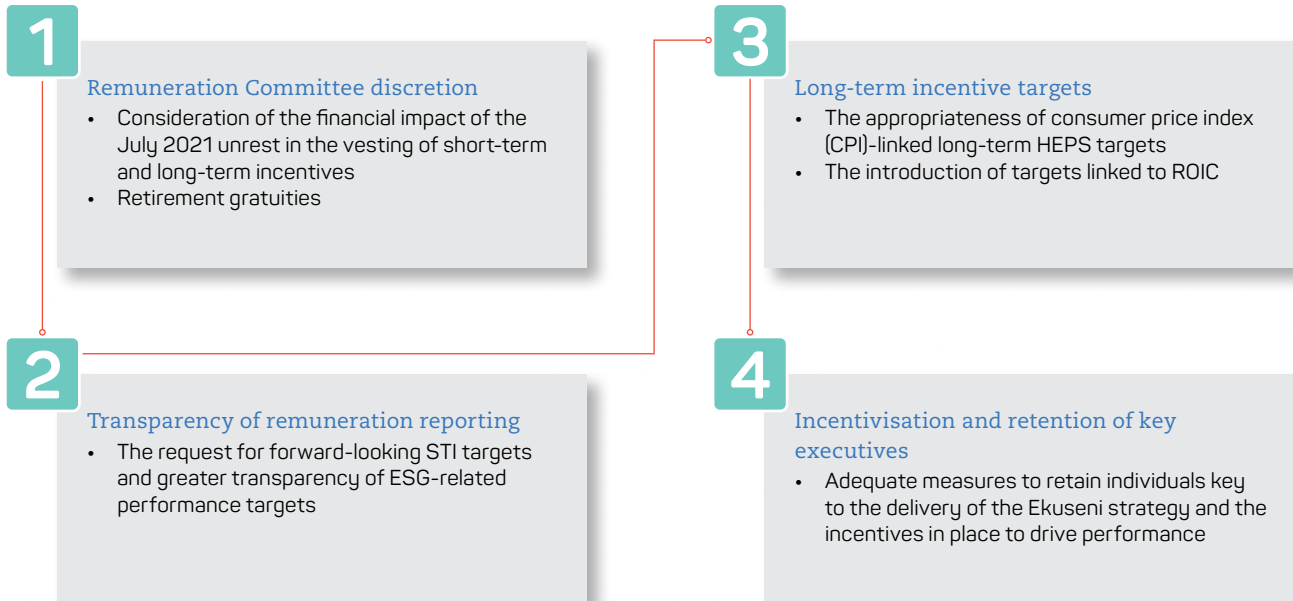 1
Remuneration Committee discretion
• Consideration of the financial impact of the
July 2021 unrest in the vesting of short-term
and long-term incentives
• Retirement gratuities
2
Transparency of remuneration reporting
• The request for forward-looking STI targets
and greater transparency of ESG-related
performance targets
3
Long-term incentive targets
• The appropriateness of consumer price index
(CPI)-linked long-term HEPS targets
• The introduction of targets linked to ROIC
4
Incentivisation and retention of key
executives
• Adequate measures to retain individuals key
to the delivery of the Ekuseni strategy and the
incentives in place to drive performance